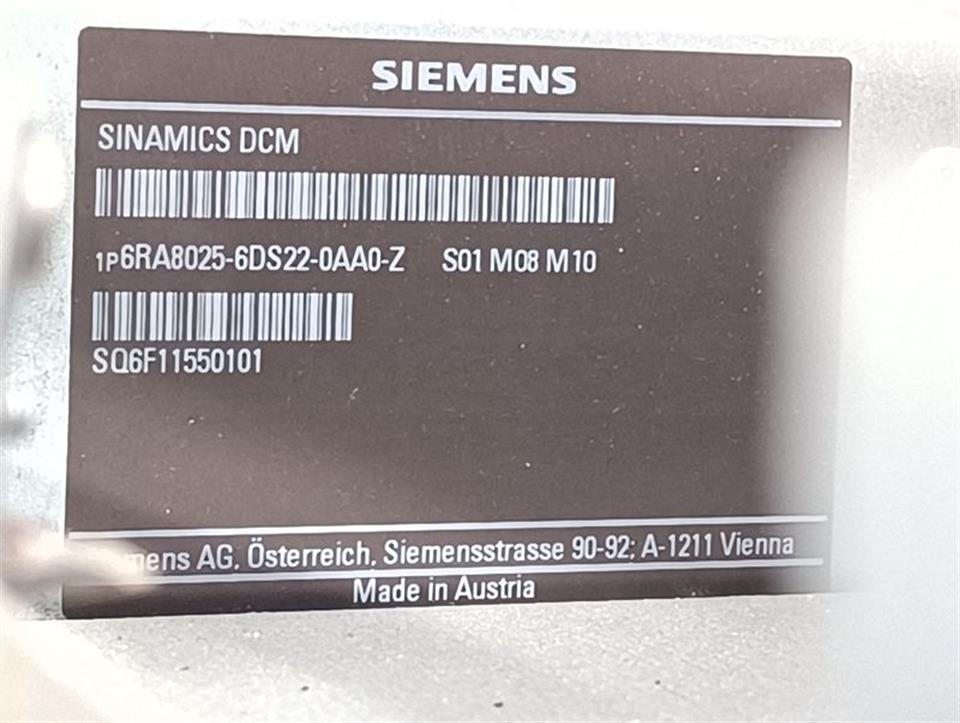 SIEMENS
SINAMICS DCM
1P6RA8025-6DS22-0AA0-Z S01 M08 M10
SQ6F11550101
AG, Österreich, Siemensstrasse 90-92; A-1211 Vienna
Made in Austria